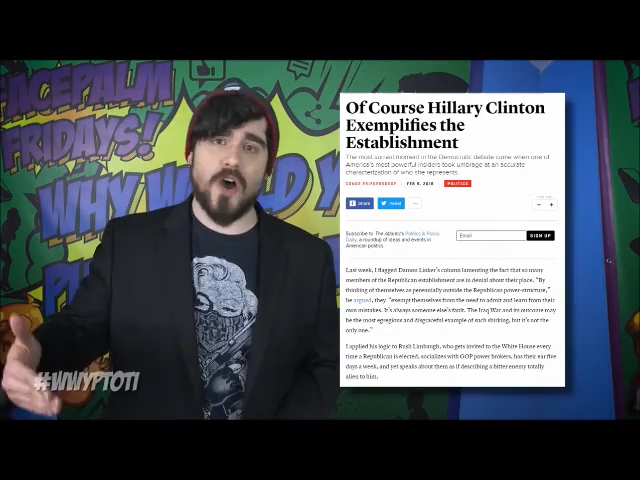 FACEPALM
FRIDAYS!
WHY WOULD Y
#WWYPTOTI
Of Course Hillary Clinton
Exemplifies the
Establishment
The most surreal moment in the Democratic debate came when one of
America's most powerful insiders took umbrage at an accurate
characterization of who she represents.
CONOR FRIEDERSDORF | FEB 5, 2016 | POLITICS
Share Tweet ...
- +
Subscribe to The Atlantic's Politics & Policy
Daily, a roundup of ideas and events in
American politics.
Email SIGN UP
Last week, I flagged Damon Linker's column lamenting the fact that so many
members of the Republican establishment are in denial about their place. "By
thinking of themselves as perennially outside the Republican power-structure,"
he argued, they "exempt themselves from the need to admit and learn from their
own mistakes. It's always someone else's fault. The Iraq War and its outcome may
be the most egregious and disgraceful example of such shirking, but it's not the
only one."
I applied his logic to Rush Limbaugh, who gets invited to the White House every
time a Republican is elected, socializes with GOP power brokers, has their ear five
days a week, and yet speaks about them as if describing a bitter enemy totally
alien to him.